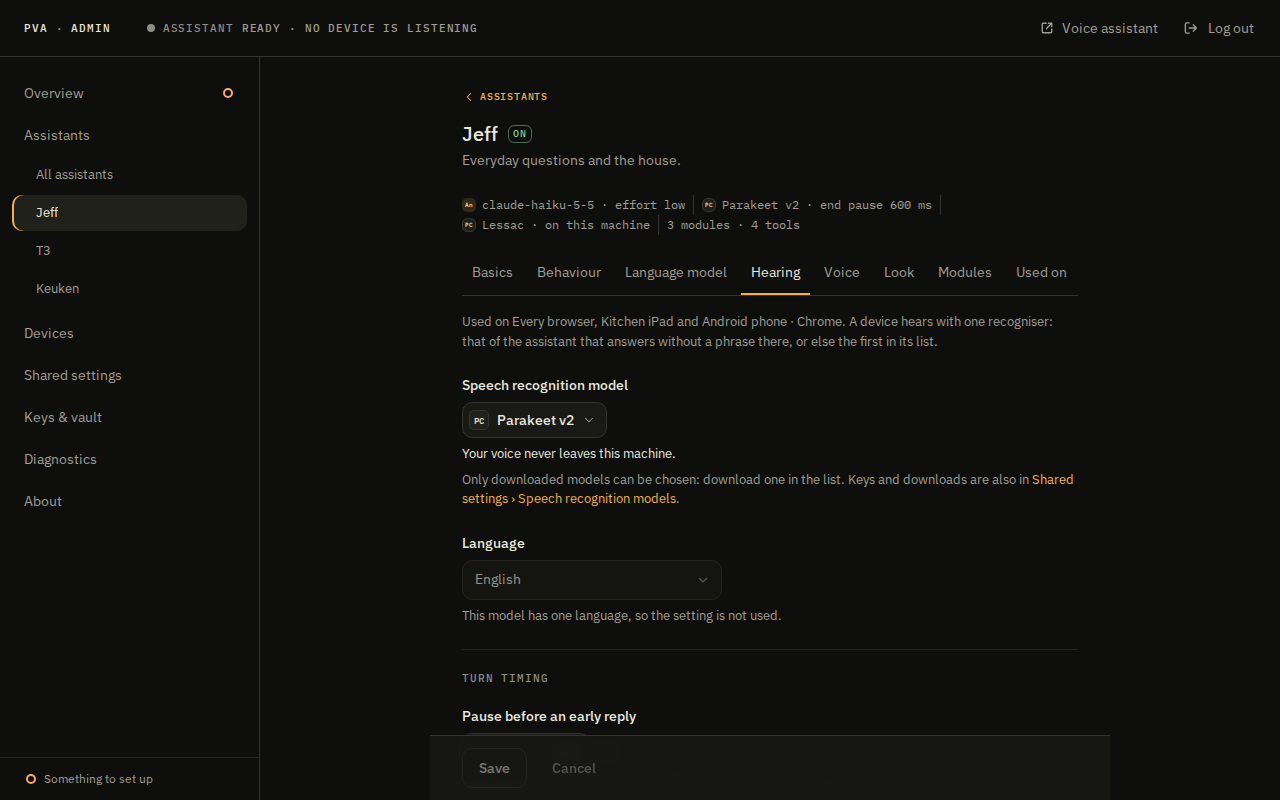 PVA · ADMIN
ASSISTANT READY · NO DEVICE IS LISTENING
Voice assistant
Log out
Overview
Assistants
All assistants
Jeff
T3
Keuken
Devices
Shared settings
Keys & vault
Diagnostics
About
Something to set up
ASSISTANTS
Jeff ON
Everyday questions and the house.
An claude-haiku-5-5 · effort low PC Parakeet v2 · end pause 600 ms
PC Lessac · on this machine 3 modules · 4 tools
Basics Behaviour Language model Hearing Voice Look Modules Used on
Used on Every browser, Kitchen iPad and Android phone · Chrome. A device hears with one recogniser:
that of the assistant that answers without a phrase there, or else the first in its list.
Speech recognition model
PC Parakeet v2
Your voice never leaves this machine.
Only downloaded models can be chosen: download one in the list. Keys and downloads are also in Shared
settings › Speech recognition models.
Language
English
This model has one language, so the setting is not used.
TURN TIMING
Pause before an early reply
Save Cancel